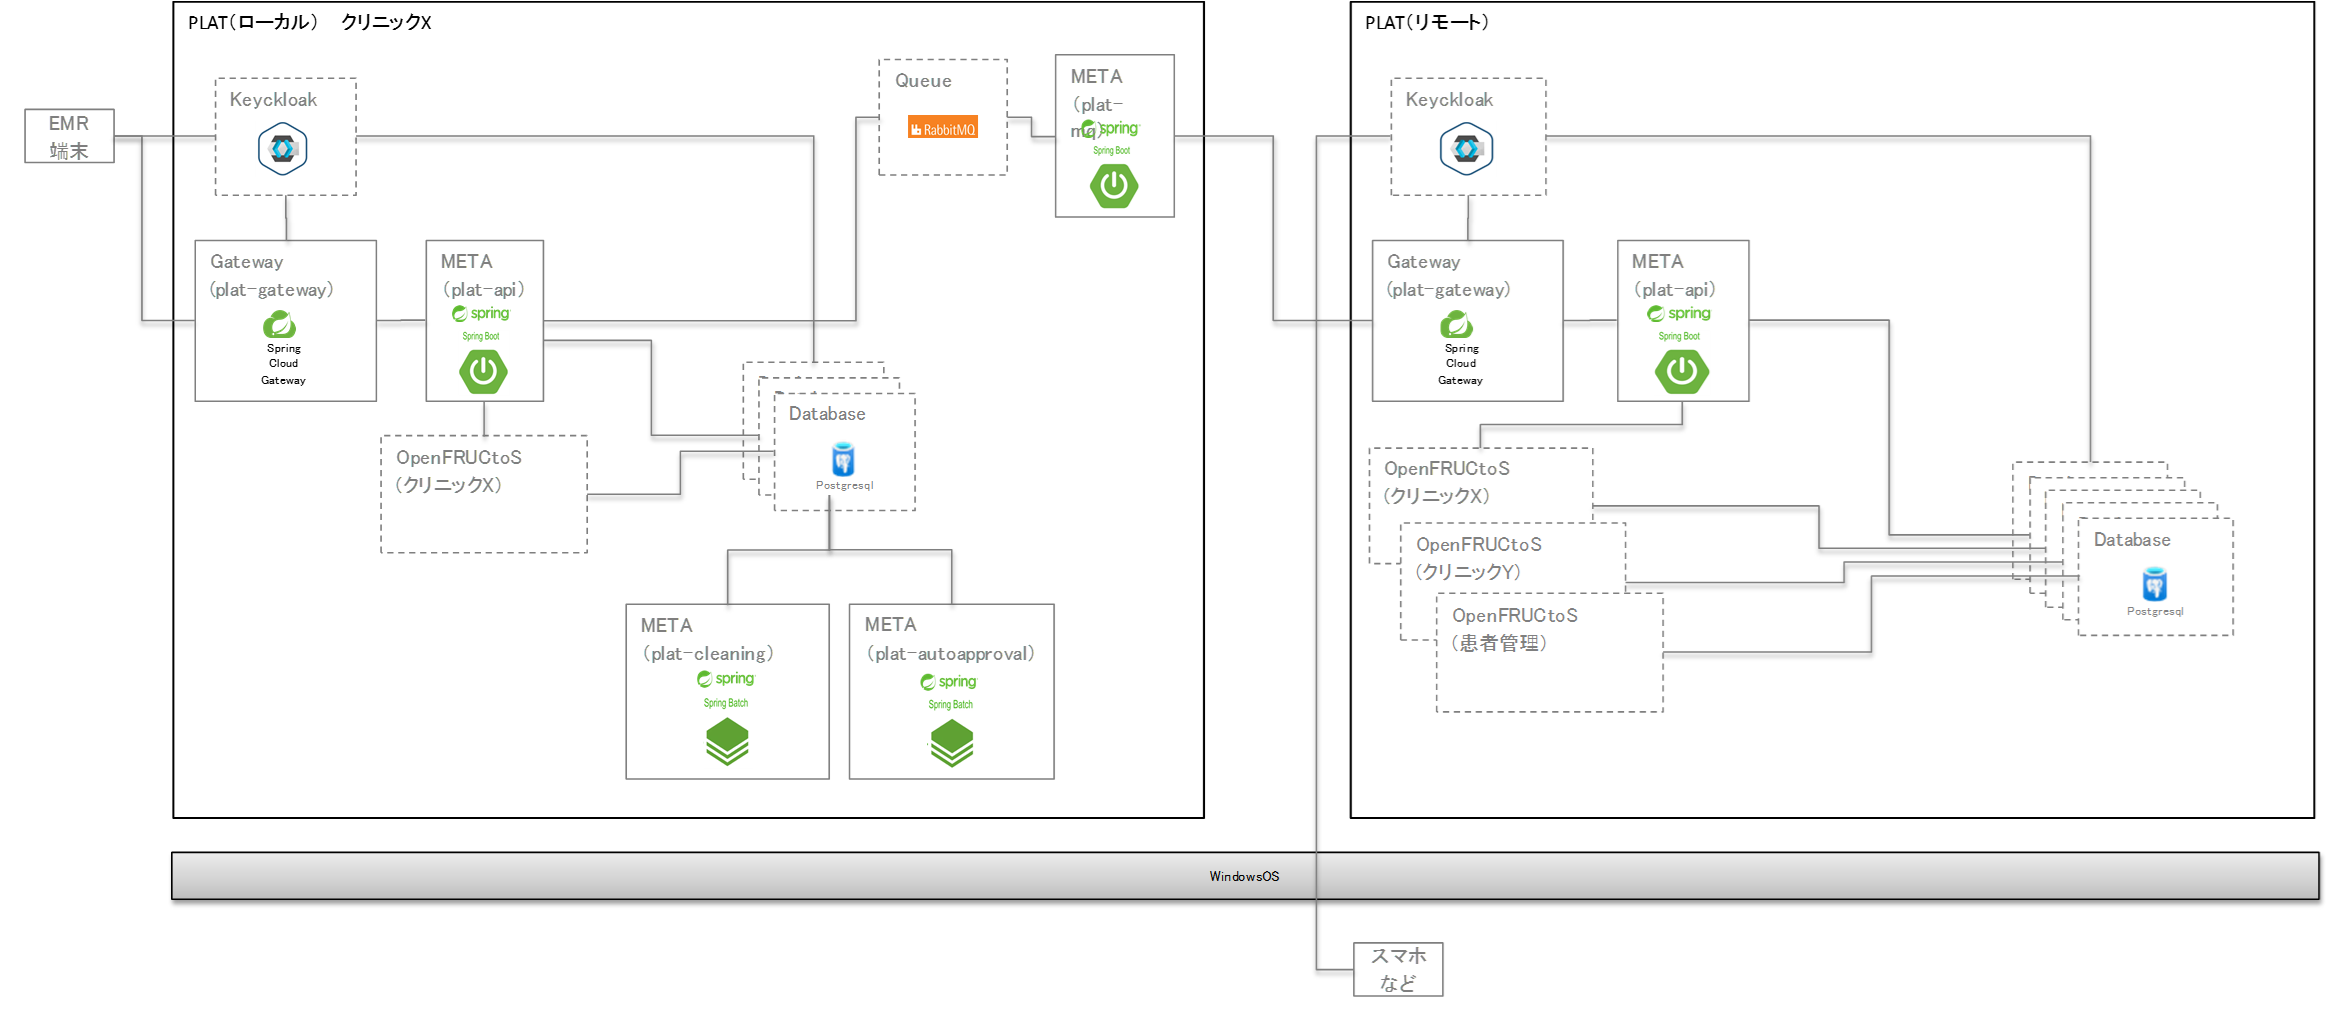 PLAT（ローカル）　クリニックX
EMR
端末
Keyckloak
Gateway
（plat-gateway）
Spring
Cloud
Gateway
META
（plat-api）
spring
Spring Boot
OpenFRUCtoS
（クリニックX）
Queue
RabbitMQ
META
（plat-
mq）
spring
Spring Boot
Database
Postgresql
META
（plat-cleaning）
spring
Spring Batch
META
（plat-autoapproval）
spring
Spring Batch
PLAT（リモート）
Keyckloak
Gateway
（plat-gateway）
Spring
Cloud
Gateway
META
（plat-api）
spring
Spring Boot
OpenFRUCtoS
（クリニックX）
OpenFRUCtoS
（クリニックY）
OpenFRUCtoS
（患者管理）
Database
Postgresql
WindowsOS
スマホ
など